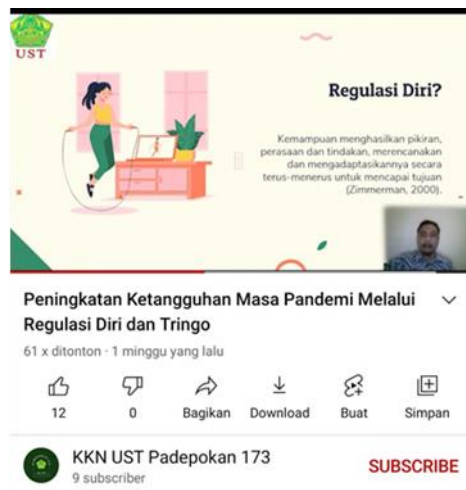 UST
Regulasi Diri?
Kemampuan menghasilkan pikiran,
perasaan dan tindakan, merencanakan
dan mengadaptasikannya secara
terus-menerus untuk mencapai tujuan
(Zimmerman, 2000).
Peningkatan Ketangguhan Masa Pandemi Melalui
Regulasi Diri dan Tringo
61 x ditonton · 1 minggu yang lalu
12 0 Bagikan Download Buat Simpan
KKN UST Padepokan 173
9 subscriber
SUBSCRIBE